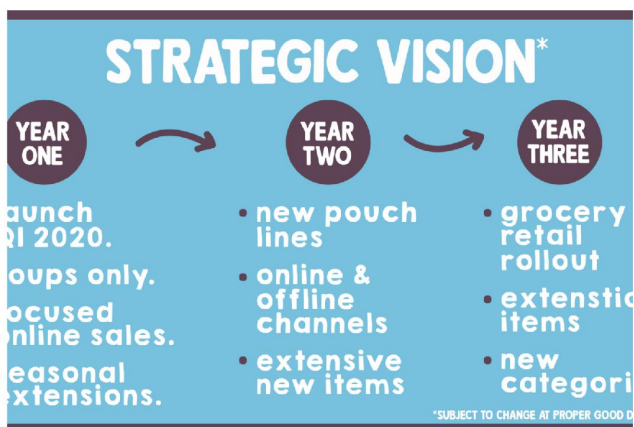 STRATEGIC VISION*
YEAR
ONE
aunch
Q1 2020.
oups only.
ocused
online sales.
easonal
extensions.
YEAR
TWO
• new pouch
lines
• online &
offline
channels
• extensive
new items
YEAR
THREE
• grocery
retail
rollout
• extenstio
items
• new
categori
*SUBJECT TO CHANGE AT PROPER GOOD D